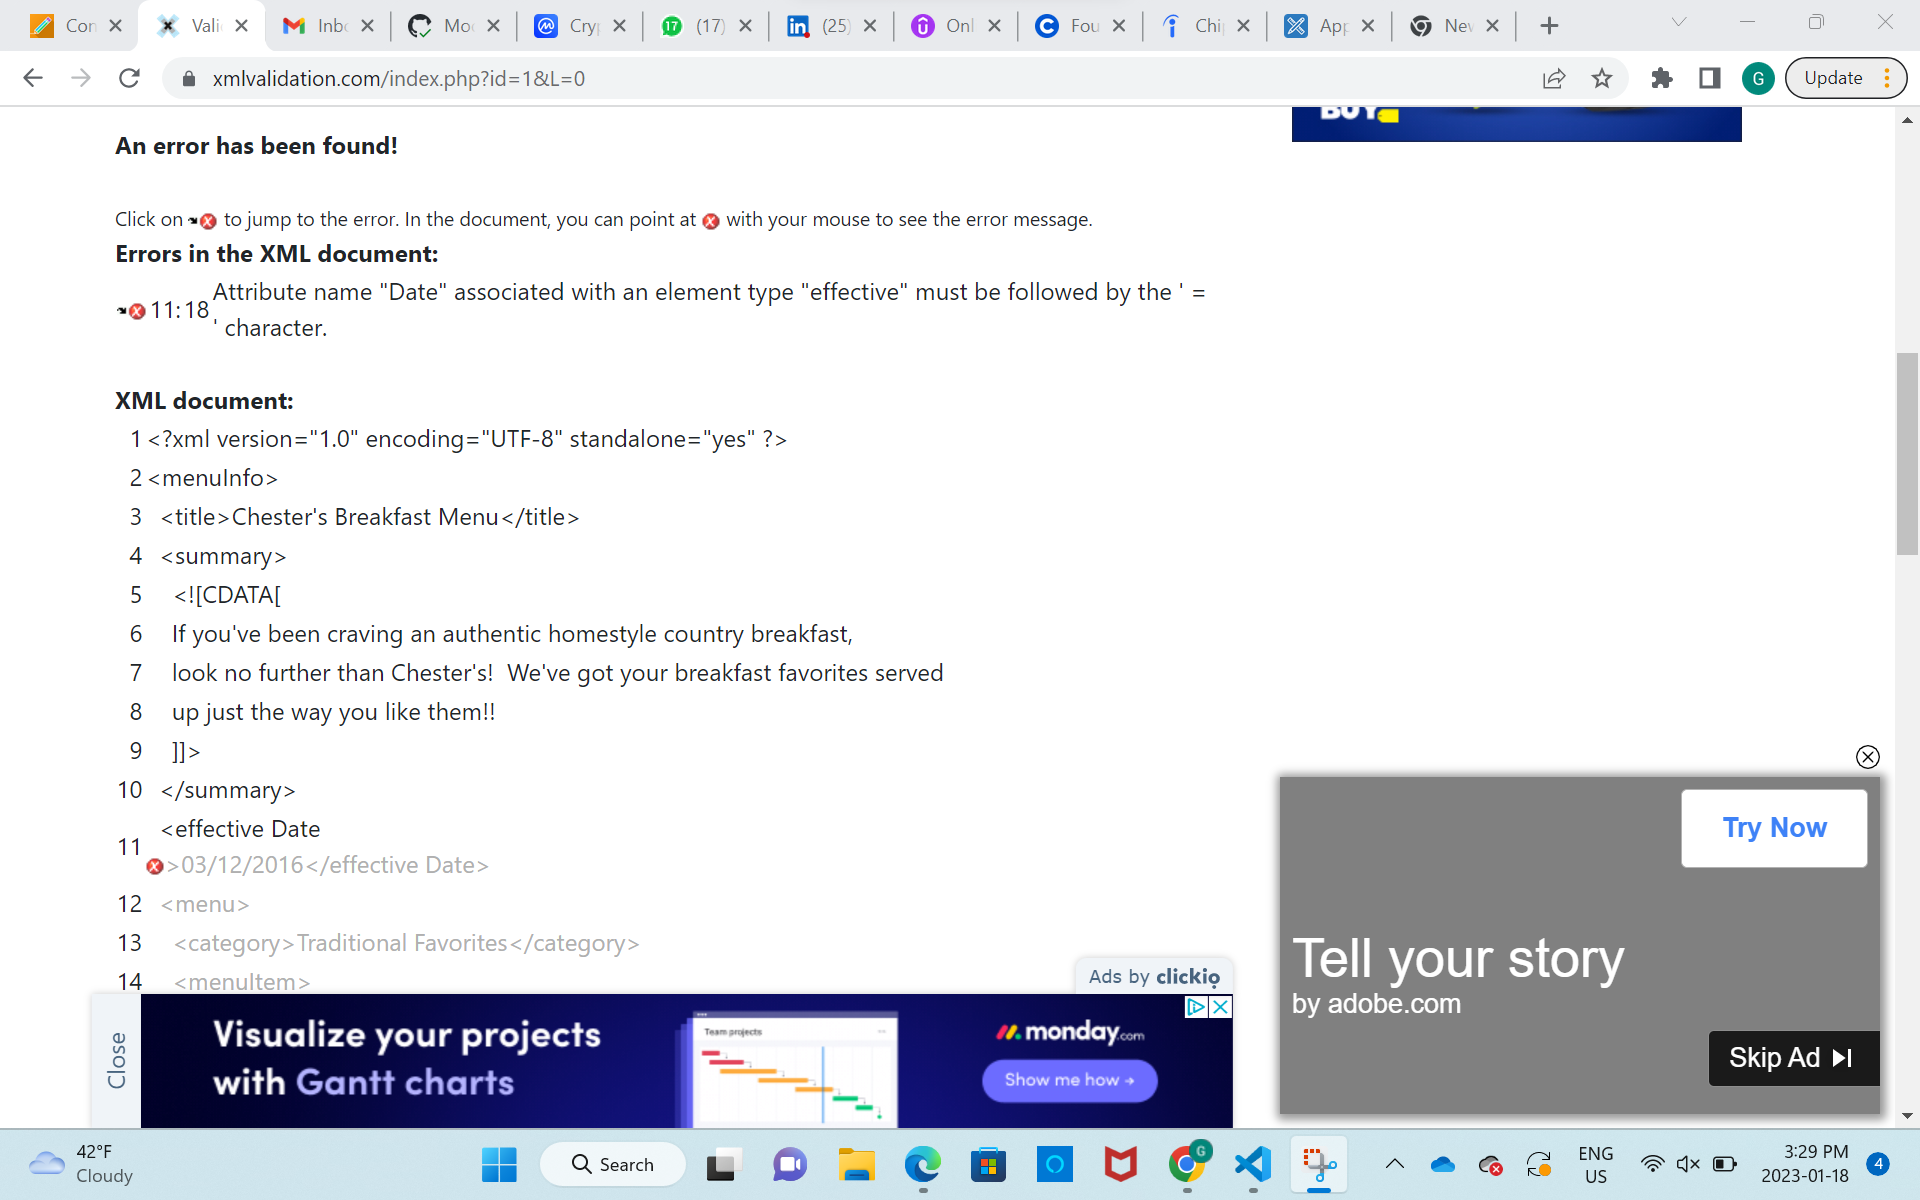 Con
Vali
Inbo
Moo
Cryp
17 (17)
in (25)
Onl
Fou
Chip
App
New
xmlvalidation.com/index.php?id=1&L=0
G
Update
BUY
An error has been found!
Click on to jump to the error. In the document, you can point at with your mouse to see the error message.
Errors in the XML document:
11:18 Attribute name "Date" associated with an element type "effective" must be followed by the ' =
' character.
XML document:
1 <?xml version="1.0" encoding="UTF-8" standalone="yes" ?>
2 <menuInfo>
3 <title>Chester's Breakfast Menu</title>
4 <summary>
5 <![CDATA[
6 If you've been craving an authentic homestyle country breakfast,
7 look no further than Chester's!  We've got your breakfast favorites served
8 up just the way you like them!!
9 ]]>
10 </summary>
11 <effective Date
>03/12/2016</effective Date>
12 <menu>
13 <category>Traditional Favorites</category>
14 <menuItem>
Ads by clickio
Close
Visualize your projects
with Gantt charts
Team projects
monday.com
Show me how →
Try Now
Tell your story
by adobe.com
Skip Ad
42°F
Cloudy
Search
G
ENG
US
3:29 PM
2023-01-18
4